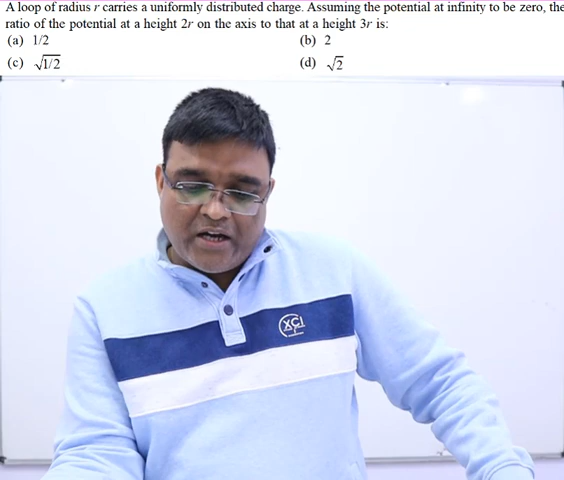 A loop of radius r carries a uniformly distributed charge. Assuming the potential at infinity to be zero, the
ratio of the potential at a height 2r on the axis to that at a height 3r is:
(a) 1/2 (b) 2
(c) √1/2 (d) √2